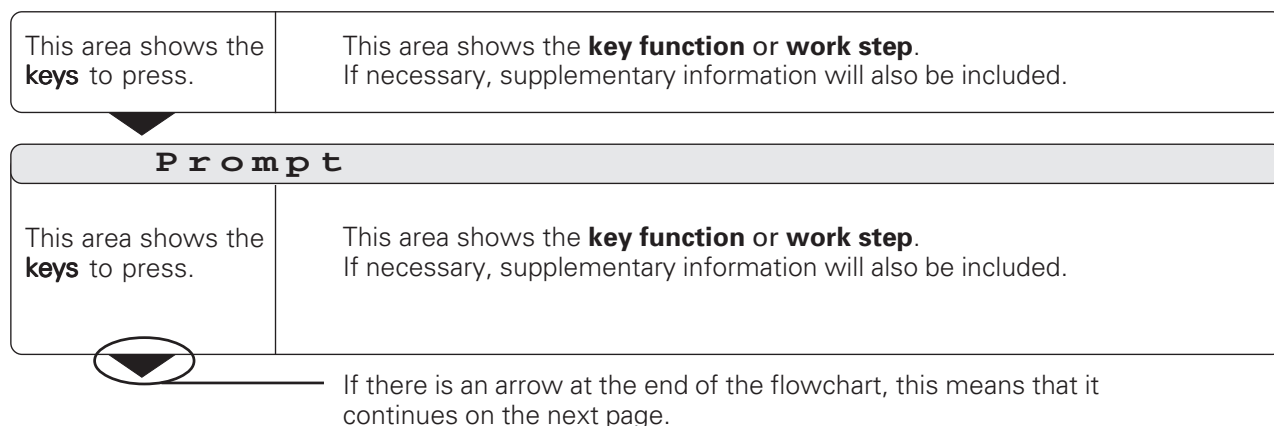 This area shows the
keys to press.
This area shows the key function or work step.
If necessary, supplementary information will also be included.
Prompt
This area shows the
keys to press.
This area shows the key function or work step.
If necessary, supplementary information will also be included.
If there is an arrow at the end of the flowchart, this means that it
continues on the next page.